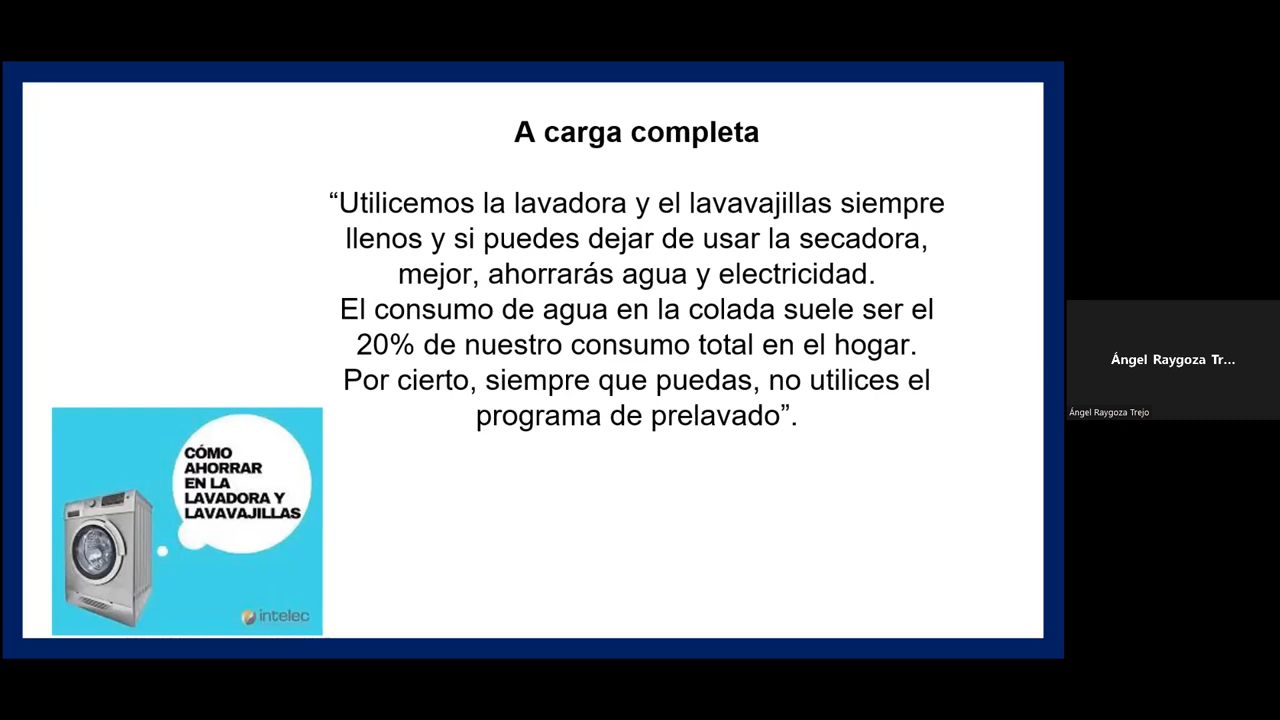 A carga completa
“Utilicemos la lavadora y el lavavajillas siempre
llenos y si puedes dejar de usar la secadora,
mejor, ahorrarás agua y electricidad.
El consumo de agua en la colada suele ser el
20% de nuestro consumo total en el hogar.
Por cierto, siempre que puedas, no utilices el
programa de prelavado”.
CÓMO
AHORRAR
EN LA
LAVADORA Y
LAVAVAJILLAS
intelec
Ángel Raygoza Tr...
Ángel Raygoza Trejo